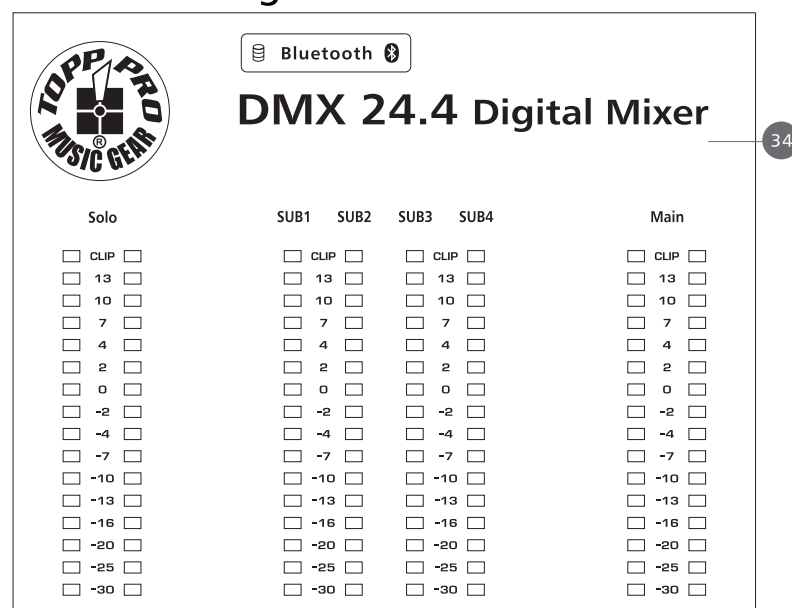 Bluetooth
TOPP PRO
MUSIC GEAR
®
DMX 24.4 Digital Mixer
34
Solo SUB1 SUB2 SUB3 SUB4 Main
CLIP CLIP CLIP CLIP
13 13 13 13
10 10 10 10
7 7 7 7
4 4 4 4
2 2 2 2
0 0 0 0
-2 -2 -2 -2
-4 -4 -4 -4
-7 -7 -7 -7
-10 -10 -10 -10
-13 -13 -13 -13
-16 -16 -16 -16
-20 -20 -20 -20
-25 -25 -25 -25
-30 -30 -30 -30